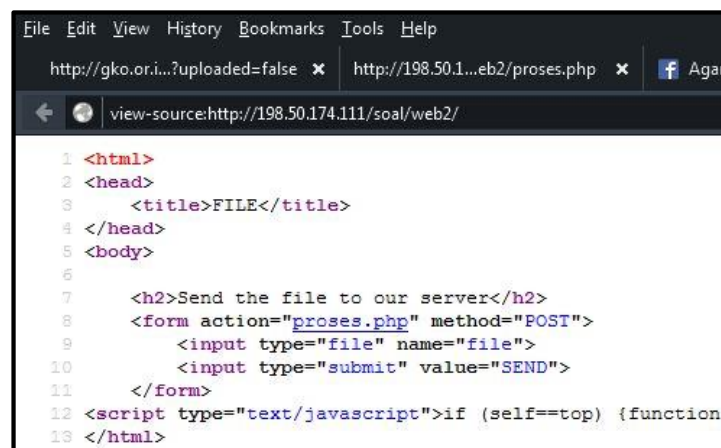 File Edit View History Bookmarks Tools Help
http://gko.or.i...?uploaded=false × http://198.50.1...eb2/proses.php × f Agar
view-source:http://198.50.174.111/soal/web2/
1 <html>
2 <head>
3 <title>FILE</title>
4 </head>
5 <body>
6
7 <h2>Send the file to our server</h2>
8 <form action="proses.php" method="POST">
9 <input type="file" name="file">
10 <input type="submit" value="SEND">
11 </form>
12 <script type="text/javascript">if (self==top) {function
13 </html>